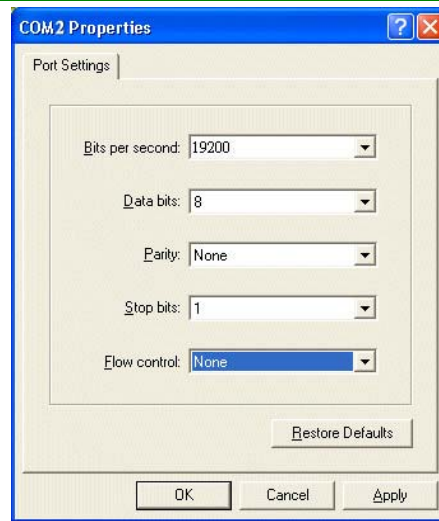 COM2 Properties
Port Settings
Bits per second: 19200
Data bits: 8
Parity: None
Stop bits: 1
Flow control: None
Restore Defaults
OK Cancel Apply